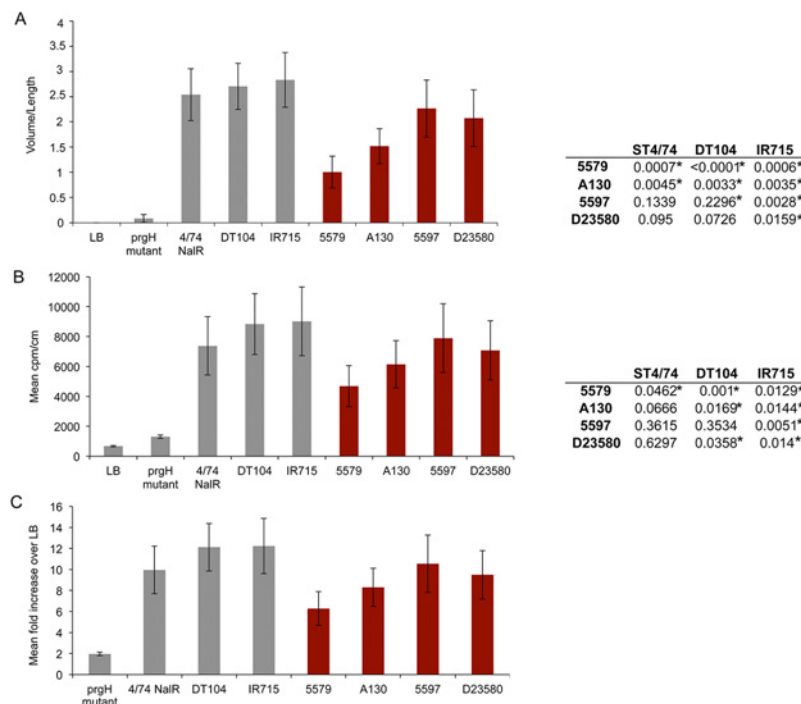 A
4
3.5
3
2.5
2
1.5
1
0.5
0
Volume/Length
LB prgH mutant 4/74 NalR DT104 IR715 5579 A130 5597 D23580
ST4/74 DT104 IR715
5579 0.0007* <0.0001* 0.0006*
A130 0.0045* 0.0033* 0.0035*
5597 0.1339 0.2296* 0.0028*
D23580 0.095 0.0726 0.0159*
B
12000
10000
8000
6000
4000
2000
0
Mean cpm/cm
LB prgH mutant 4/74 NalR DT104 IR715 5579 A130 5597 D23580
ST4/74 DT104 IR715
5579 0.0462* 0.001* 0.0129*
A130 0.0666 0.0169* 0.0144*
5597 0.3615 0.3534 0.0051*
D23580 0.6297 0.0358* 0.014*
C
16
14
12
10
8
6
4
2
0
Mean fold increase over LB
prgH mutant 4/74 NalR DT104 IR715 5579 A130 5597 D23580